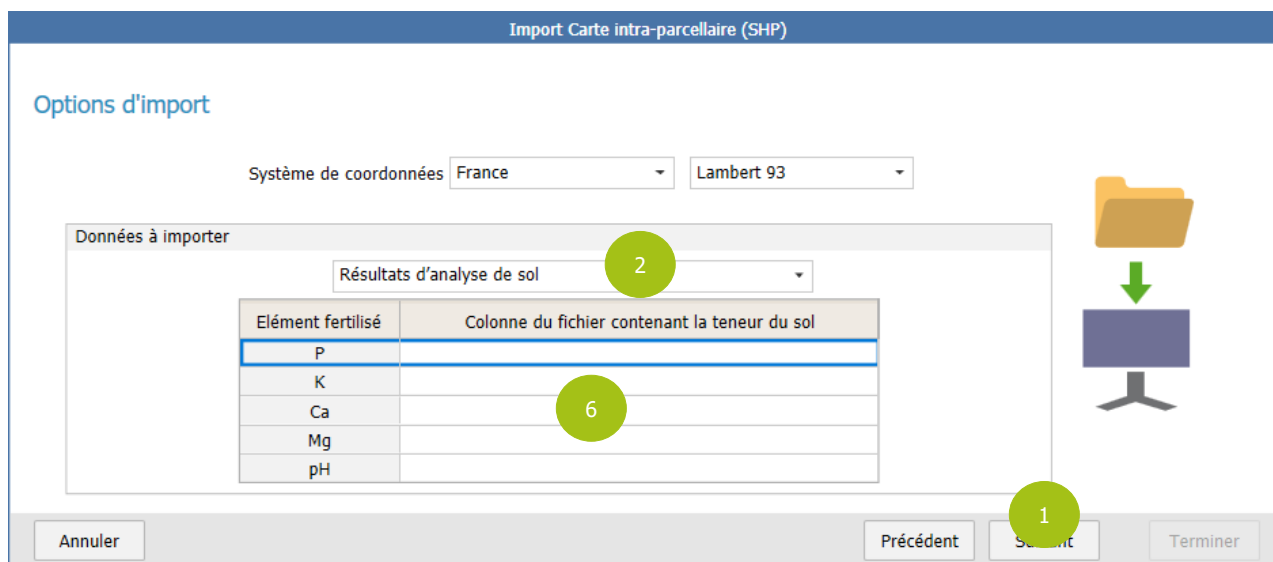 Import Carte intra-parcellaire (SHP)
Options d'import
Système de coordonnées France Lambert 93
Données à importer
Résultats d’analyse de sol 2
Elément fertilisé Colonne du fichier contenant la teneur du sol
P
K
Ca 6
Mg
pH
1
Annuler Précédent Terminer